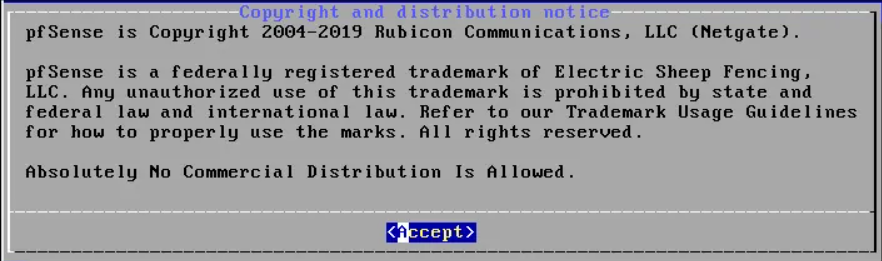 Copyright and distribution notice
pfSense is Copyright 2004-2019 Rubicon Communications, LLC (Netgate).
pfSense is a federally registered trademark of Electric Sheep Fencing,
LLC. Any unauthorized use of this trademark is prohibited by state and
federal law and international law. Refer to our Trademark Usage Guidelines
for how to properly use the marks. All rights reserved.
Absolutely No Commercial Distribution Is Allowed.
<Accept>